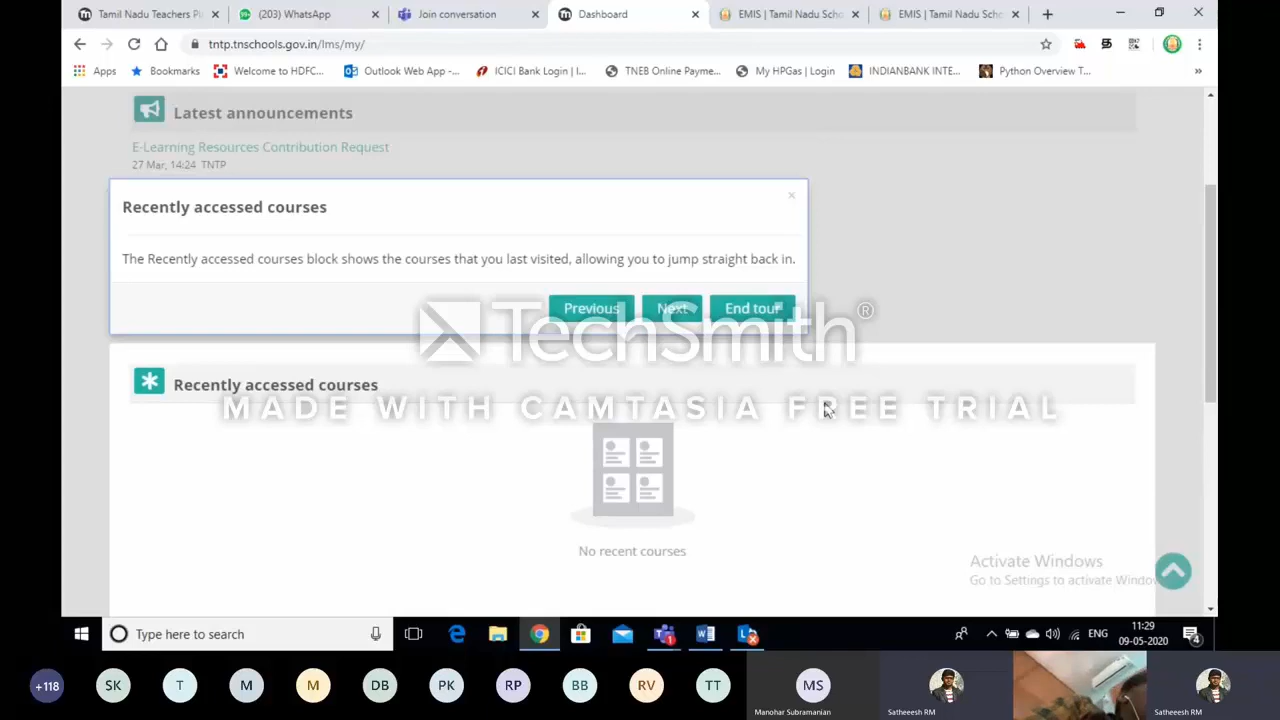 Tamil Nadu Teachers Pl
(203) WhatsApp
Join conversation
Dashboard
EMIS | Tamil Nadu Scho
EMIS | Tamil Nadu Scho
tntp.tnschools.gov.in/lms/my/
Apps
Bookmarks
Welcome to HDFC...
Outlook Web App -...
ICICI Bank Login | I...
TNEB Online Payme...
My HPGas | Login
INDIANBANK INTE...
Python Overview T...
Latest announcements
E-Learning Resources Contribution Request
27 Mar, 14:24 TNTP
Recently accessed courses
The Recently accessed courses block shows the courses that you last visited, allowing you to jump straight back in.
Previous
Next
End tour
TechSmith®
Recently accessed courses
MADE WITH CAMTASIA FREE TRIAL
No recent courses
Activate Windows
Go to Settings to activate Window
Type here to search
ENG
11:29
09-05-2020
4
+118
SK
T
M
M
DB
PK
RP
BB
RV
TT
MS
Manohar Subramanian
Satheeesh RM
Satheeesh RM